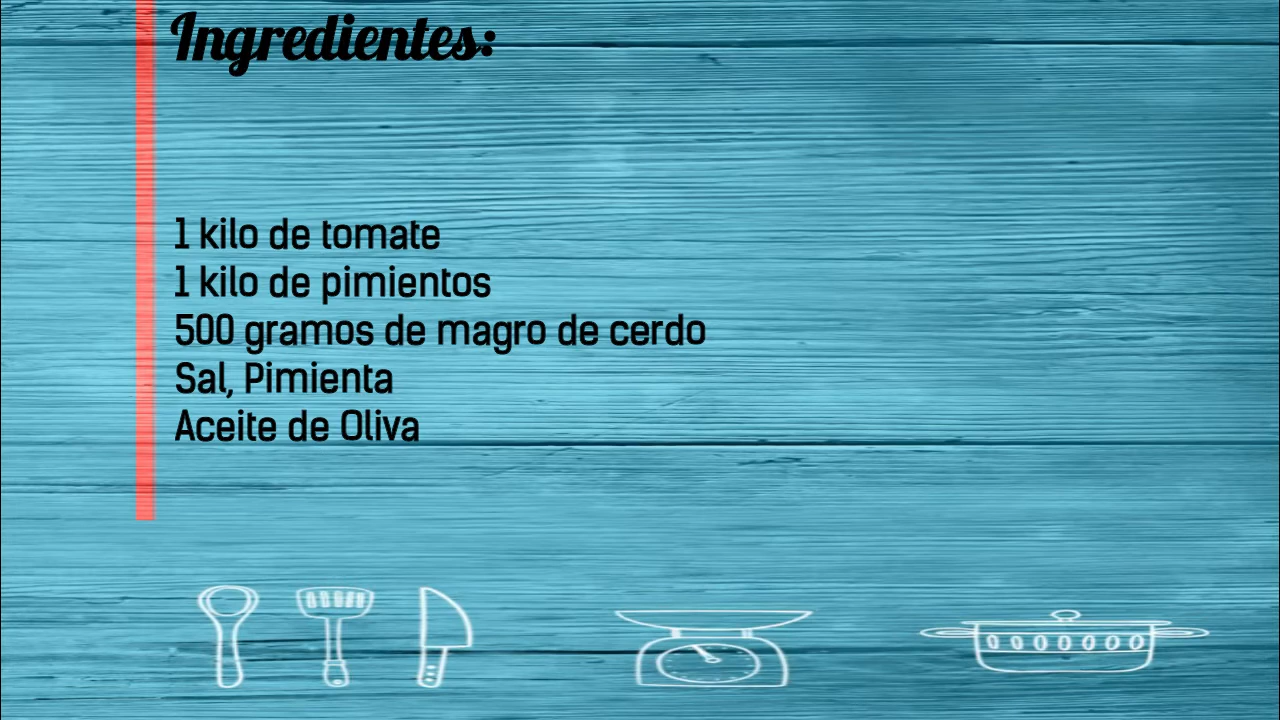 Ingredientes:
1 kilo de tomate
1 kilo de pimientos
500 gramos de magro de cerdo
Sal, Pimienta
Aceite de Oliva